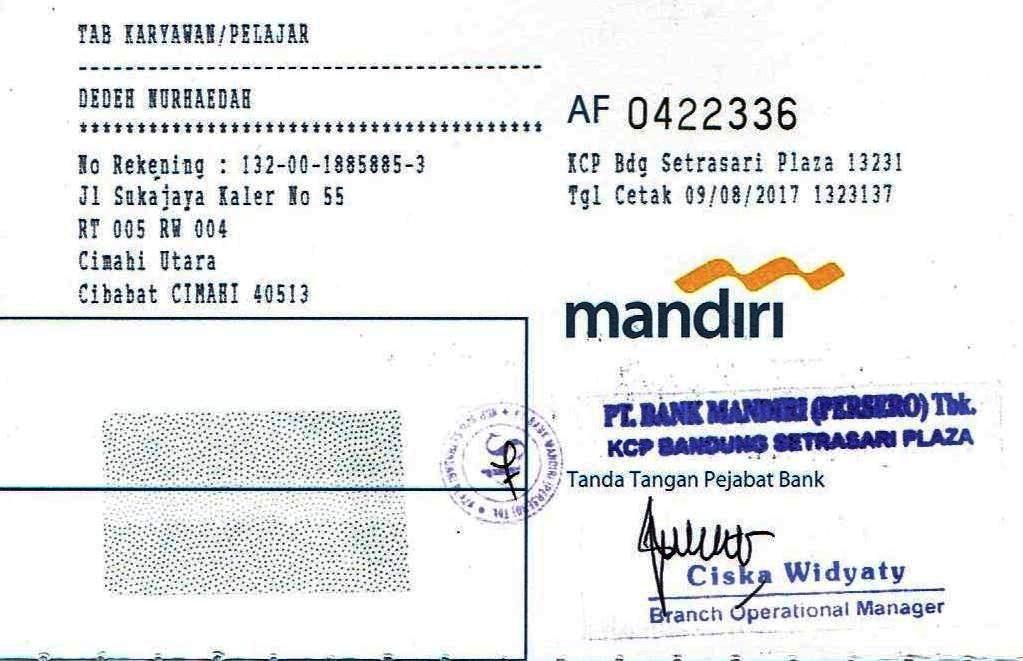 TAB KARYAWAN/PELAJAR
DEDEH NURHAEDAH
No Rekening : 132-00-1885885-3
Jl Sukajaya Kaler No 55
RT 005 RW 004
Cimahi Utara
Cibabat CIMAHI 40513
AF 0422336
KCP Bdg Setrasari Plaza 13231
Tgl Cetak 09/08/2017 1323137
mandiri
PT. BANK MANDIRI (PERSERO) Tbk.
KCP BANDUNG SETRASARI PLAZA
Tanda Tangan Pejabat Bank
Ciska Widyaty
Branch Operational Manager